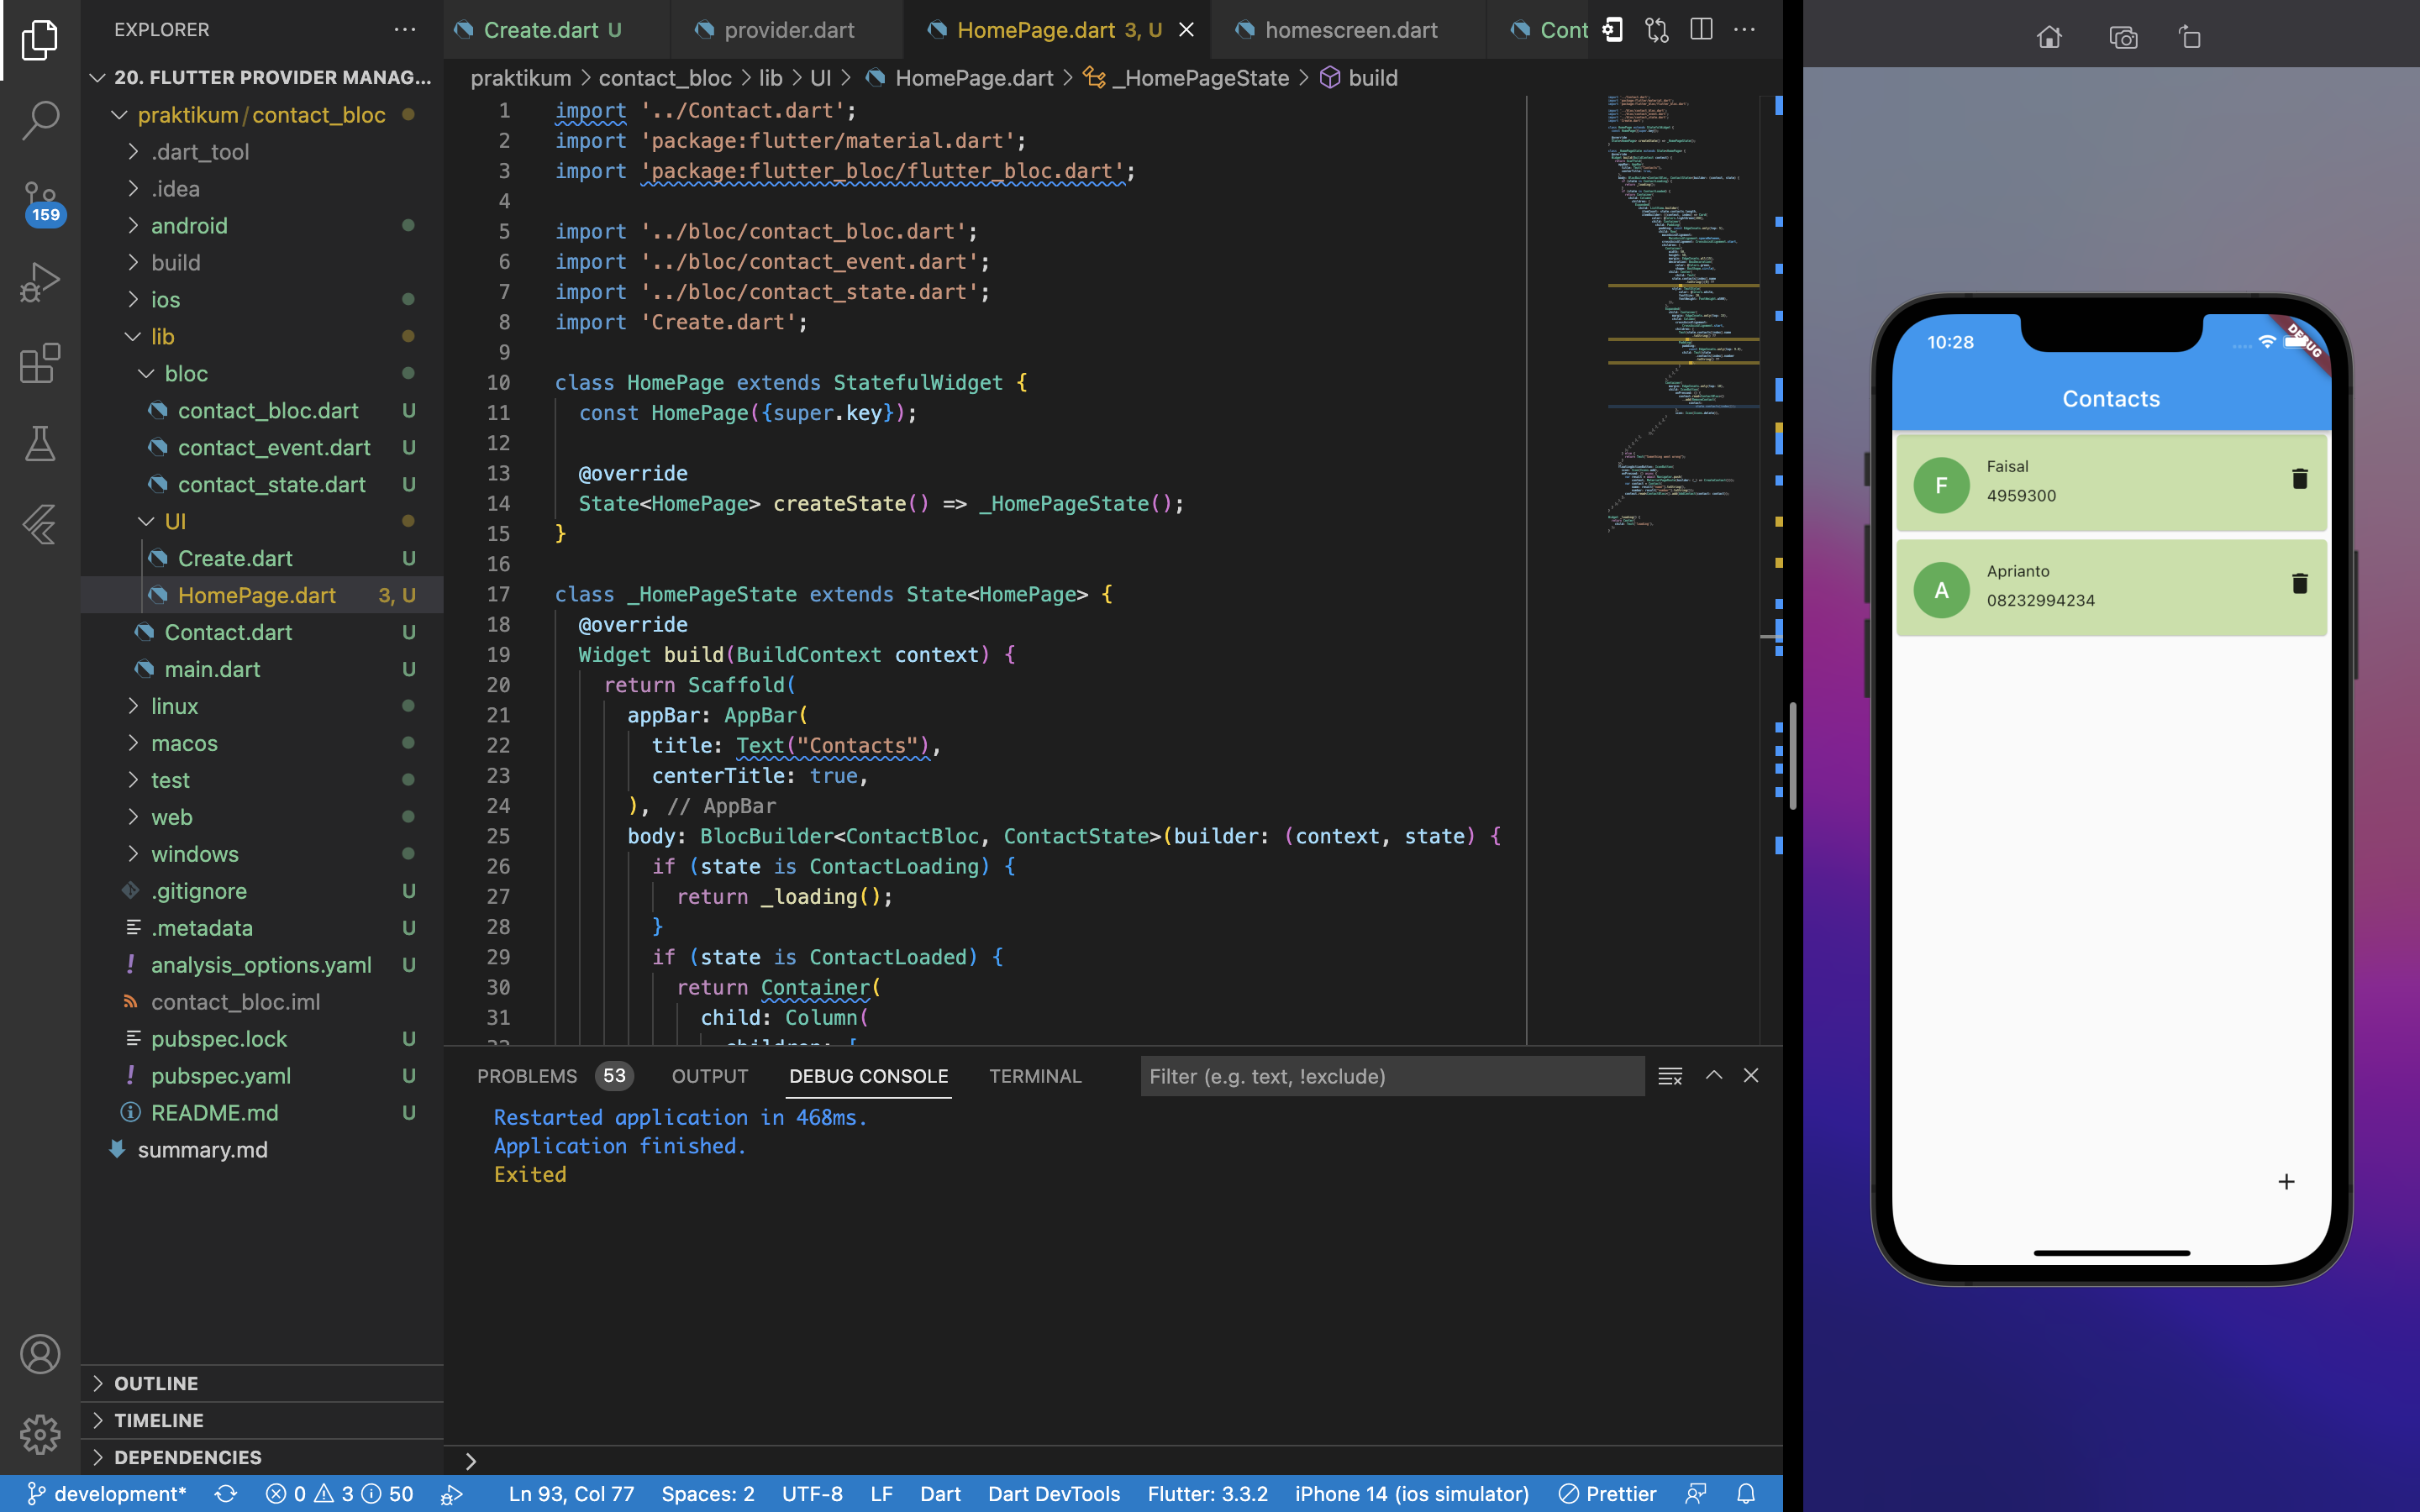 EXPLORER
20. FLUTTER PROVIDER MANAG...
praktikum/contact_bloc
.dart_tool
.idea
android
build
ios
lib
bloc
contact_bloc.dart U
contact_event.dart U
contact_state.dart U
UI
Create.dart U
HomePage.dart 3, U
Contact.dart U
main.dart U
linux
macos
test
web
windows
.gitignore U
.metadata U
analysis_options.yaml U
contact_bloc.iml
pubspec.lock U
pubspec.yaml U
README.md U
summary.md
OUTLINE
TIMELINE
DEPENDENCIES
159
Create.dart U provider.dart HomePage.dart 3, U homescreen.dart Cont
praktikum > contact_bloc > lib > UI > HomePage.dart > _HomePageState > build
1 import '../Contact.dart';
2 import 'package:flutter/material.dart';
3 import 'package:flutter_bloc/flutter_bloc.dart';
4
5 import '../bloc/contact_bloc.dart';
6 import '../bloc/contact_event.dart';
7 import '../bloc/contact_state.dart';
8 import 'Create.dart';
9
10 class HomePage extends StatefulWidget {
11 const HomePage({super.key});
12
13 @override
14 State<HomePage> createState() => _HomePageState();
15 }
16
17 class _HomePageState extends State<HomePage> {
18 @override
19 Widget build(BuildContext context) {
20 return Scaffold(
21 appBar: AppBar(
22 title: Text("Contacts"),
23 centerTitle: true,
24 ), // AppBar
25 body: BlocBuilder<ContactBloc, ContactState>(builder: (context, state) {
26 if (state is ContactLoading) {
27 return _loading();
28 }
29 if (state is ContactLoaded) {
30 return Container(
31 child: Column(
32 children: [
PROBLEMS 53 OUTPUT DEBUG CONSOLE TERMINAL Filter (e.g. text, !exclude)
Restarted application in 468ms.
Application finished.
Exited
development* 0 3 50 Ln 93, Col 77 Spaces: 2 UTF-8 LF Dart Dart DevTools Flutter: 3.3.2 iPhone 14 (ios simulator) Prettier
10:28
DEBUG
Contacts
F
Faisal
4959300
A
Aprianto
08232994234